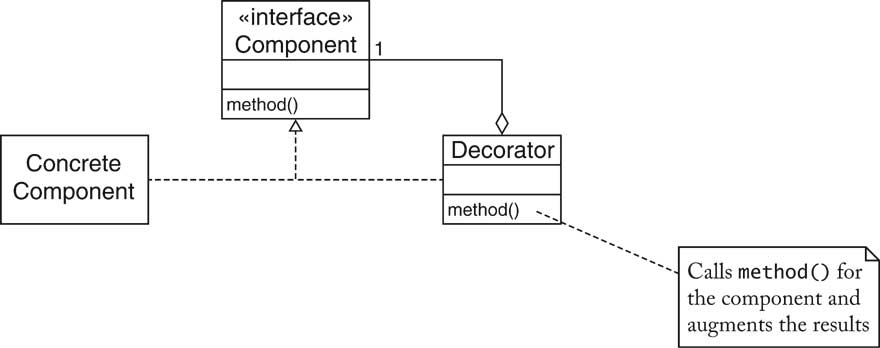 «interface»
Component
1
method()
Concrete
Component
Decorator
method()
Calls method() for
the component and
augments the results